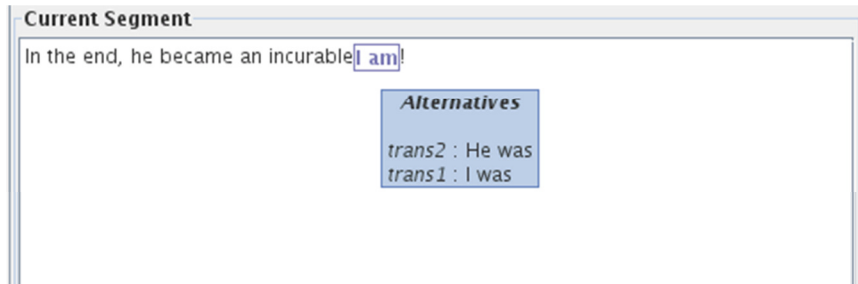 Current Segment
In the end, he became an incurable I am!
Alternatives
trans2 : He was
trans1 : I was